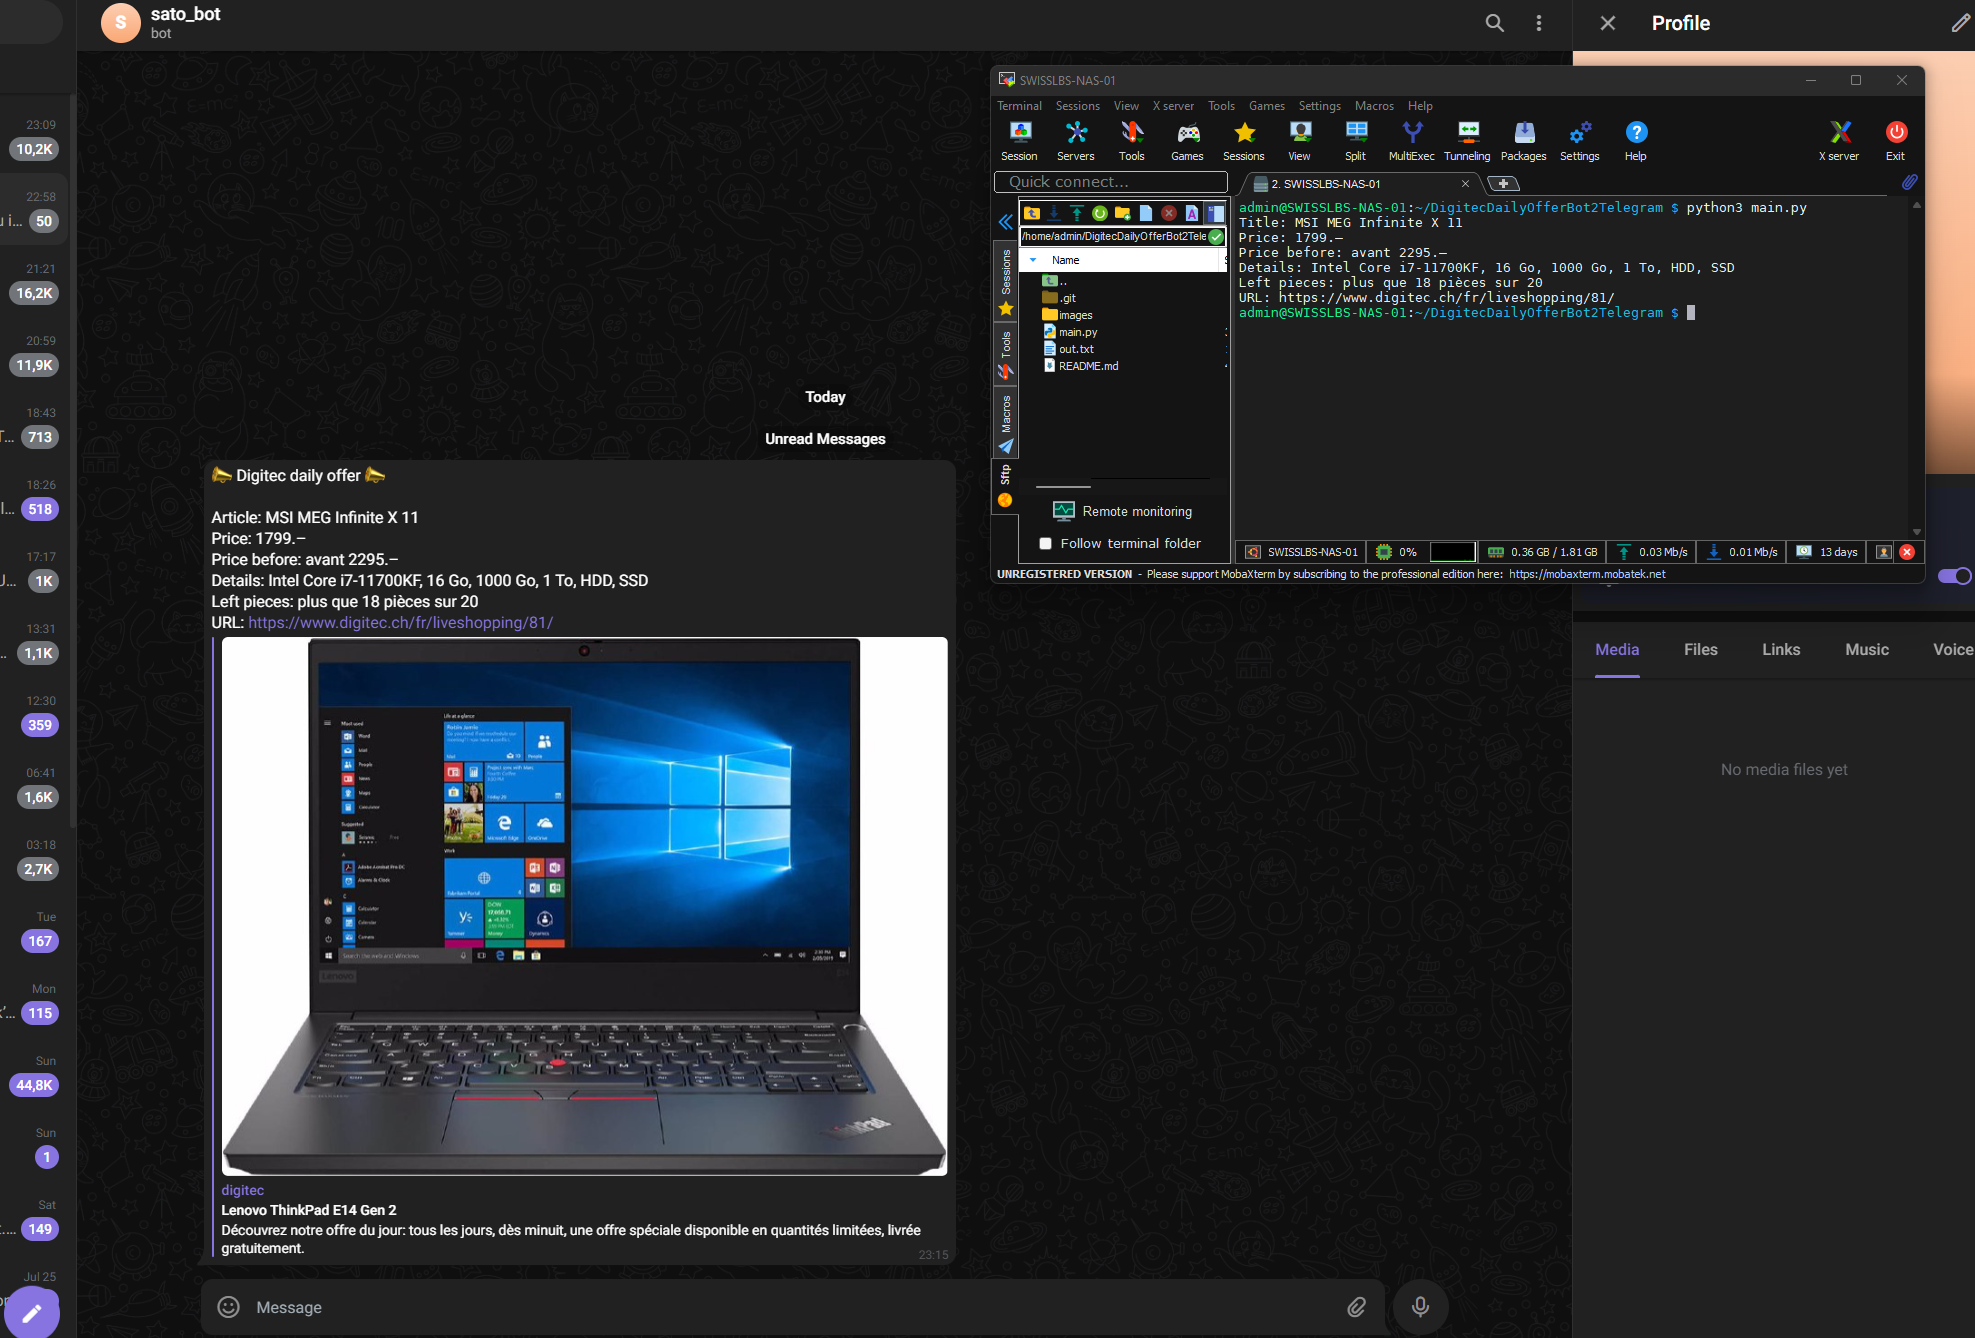 S
sato_bot
bot
Profile
23:09
10,2K
22:58
50
21:21
16,2K
20:59
11,9K
18:43
713
18:26
518
17:17
1K
13:31
1,1K
12:30
359
06:41
1,6K
03:18
2,7K
Tue
167
Mon
115
Sun
44,8K
Sun
1
Sat
149
Jul 25
Today
Unread Messages
Digitec daily offer
Article: MSI MEG Infinite X 11
Price: 1799.–
Price before: avant 2295.–
Details: Intel Core i7-11700KF, 16 Go, 1000 Go, 1 To, HDD, SSD
Left pieces: plus que 18 pièces sur 20
URL: https://www.digitec.ch/fr/liveshopping/81/
Most used
Life at a glance
Word
Mail
People
News
Maps
Calculator
Suggested
Lenovo
ThinkPad
digitec
Lenovo ThinkPad E14 Gen 2
Découvrez notre offre du jour: tous les jours, dès minuit, une offre spéciale disponible en quantités limitées, livrée
gratuitement.
23:15
Message
SWISSLBS-NAS-01
Terminal Sessions View X server Tools Games Settings Macros Help
Session Servers Tools Games Sessions View Split MultiExec Tunneling Packages Settings Help X server Exit
Quick connect...
2. SWISSLBS-NAS-01
/home/admin/DigitecDailyOfferBot2Tele
Name
..
.git
images
main.py
out.txt
README.md
Sessions
Tools
Macros
Sftp
Remote monitoring
Follow terminal folder
admin@SWISSLBS-NAS-01:~/DigitecDailyOfferBot2Telegram $ python3 main.py
Title: MSI MEG Infinite X 11
Price: 1799.–
Price before: avant 2295.–
Details: Intel Core i7-11700KF, 16 Go, 1000 Go, 1 To, HDD, SSD
Left pieces: plus que 18 pièces sur 20
URL: https://www.digitec.ch/fr/liveshopping/81/
admin@SWISSLBS-NAS-01:~/DigitecDailyOfferBot2Telegram $
SWISSLBS-NAS-01 0% 0.36 GB / 1.81 GB 0.03 Mb/s 0.01 Mb/s 13 days
UNREGISTERED VERSION - Please support MobaXterm by subscribing to the professional edition here: https://mobaxterm.mobatek.net
Media Files Links Music Voice
No media files yet